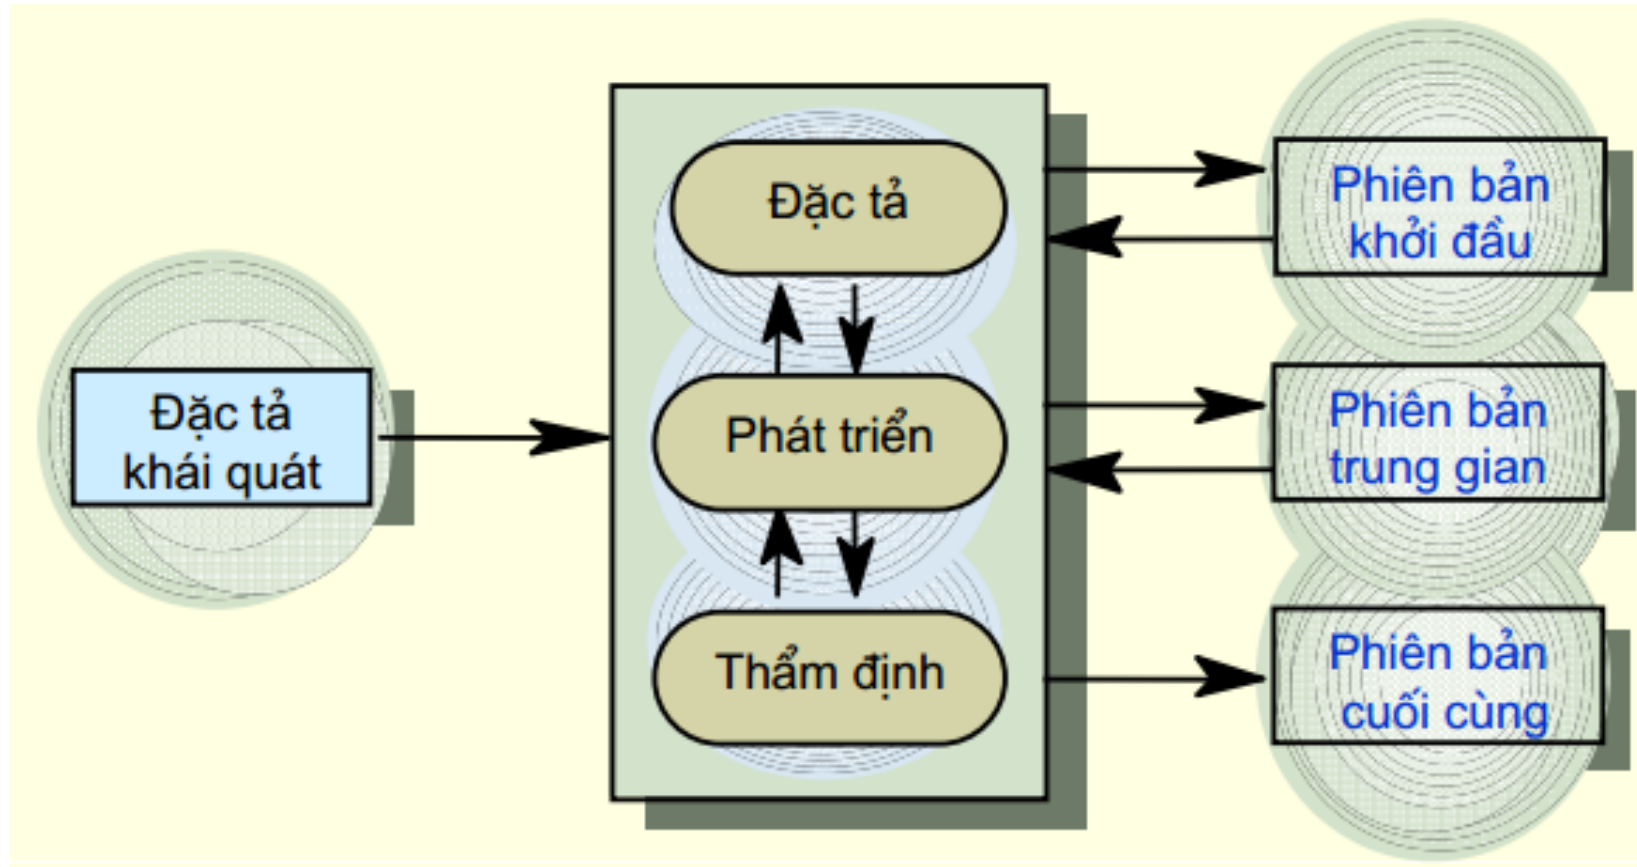 Đặc tả
khái quát
Đặc tả
Phát triển
Thẩm định
Phiên bản
khởi đầu
Phiên bản
trung gian
Phiên bản
cuối cùng